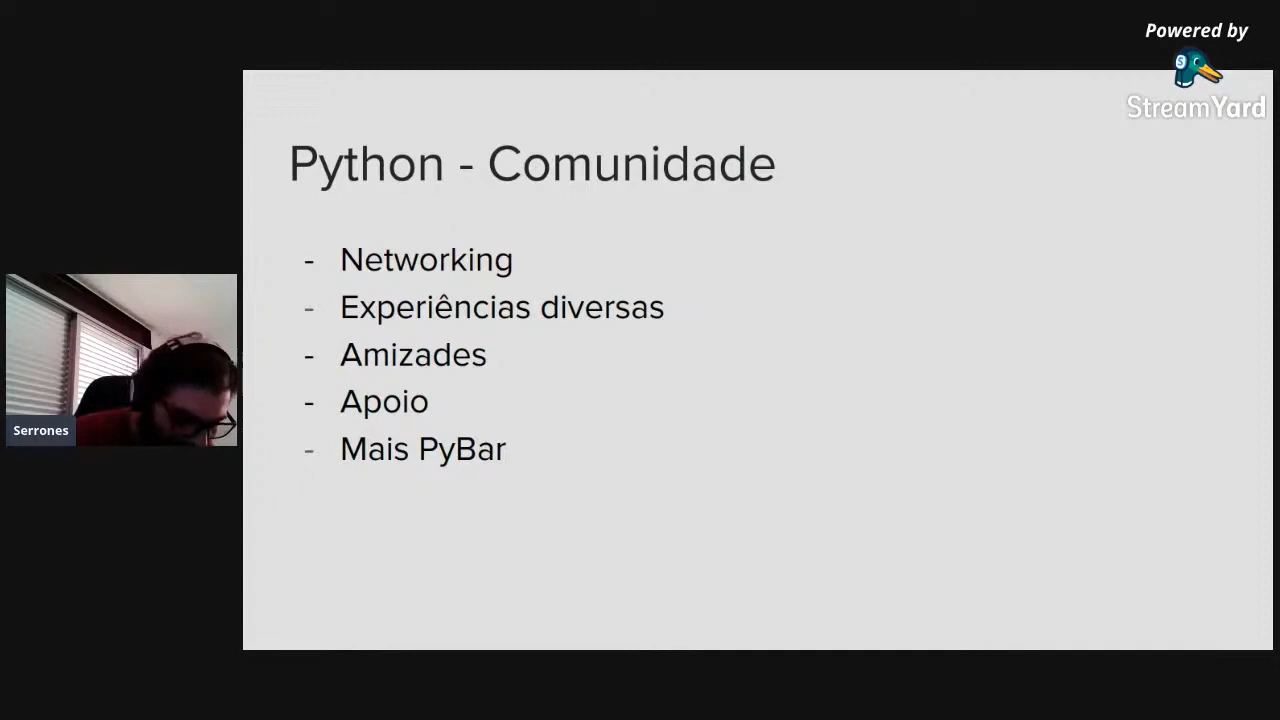 Powered by
StreamYard
Python - Comunidade
- Networking
- Experiências diversas
- Amizades
- Apoio
- Mais PyBar
Serrones